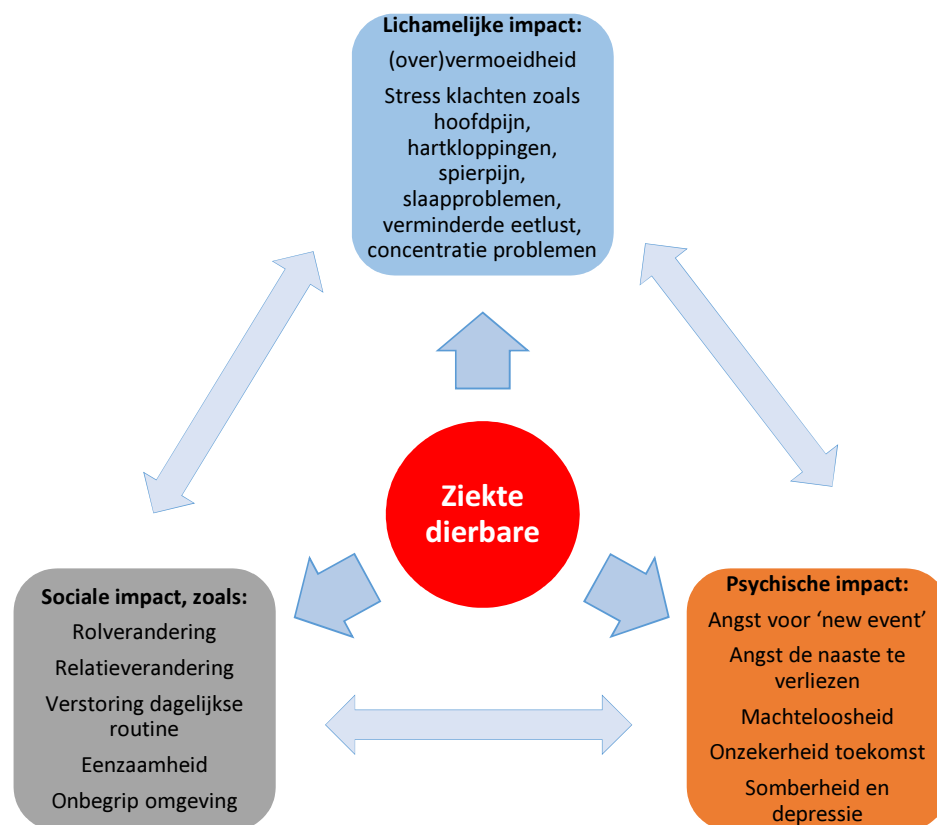 Lichamelijke impact:
(over)vermoeidheid
Stress klachten zoals
hoofdpijn,
hartkloppingen,
spierpijn,
slaapproblemen,
verminderde eetlust,
concentratie problemen
Ziekte
dierbare
Sociale impact, zoals:
Rolverandering
Relatieverandering
Verstoring dagelijkse
routine
Eenzaamheid
Onbegrip omgeving
Psychische impact:
Angst voor ‘new event’
Angst de naaste te
verliezen
Machteloosheid
Onzekerheid toekomst
Somberheid en
depressie